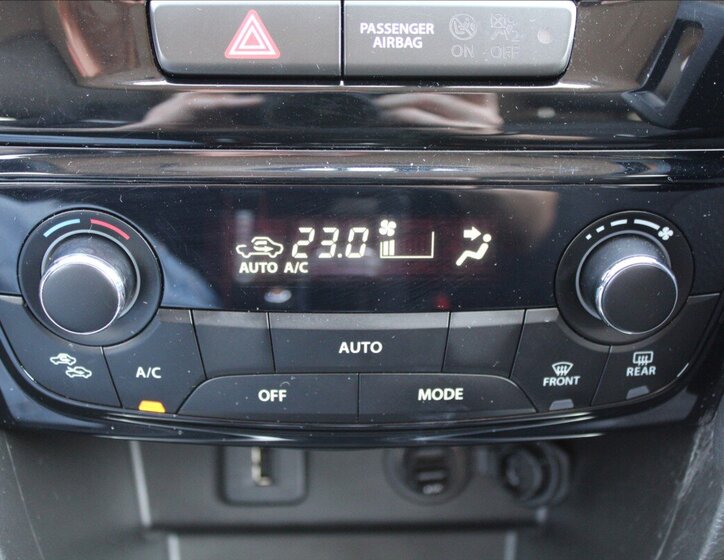 PASSENGER
AIRBAG
ON OFF
23.0
AUTO A/C
AUTO
A/C
OFF
MODE
FRONT
REAR